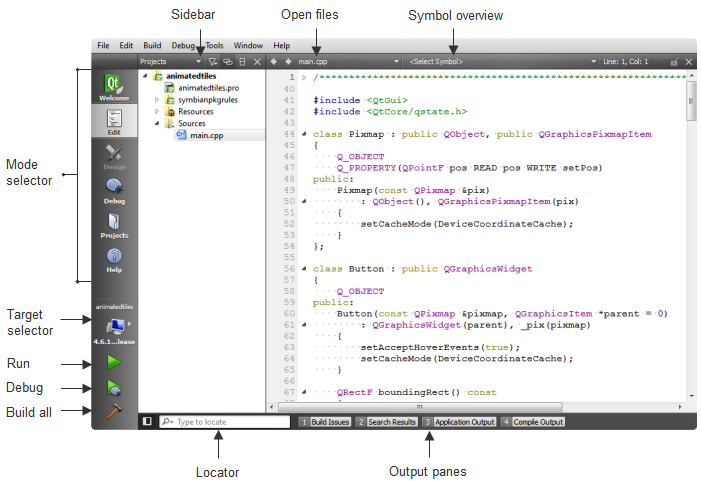 Sidebar
Open files
Symbol overview
File Edit Build Debug Tools Window Help
Projects
main.cpp
<Select Symbol>
Line: 1, Col: 1
Mode selector
Welcome
Edit
Design
Debug
Projects
Help
Target selector
animatedtiles
4.6.1...lease
Run
Debug
Build all
animatedtiles
animatedtiles.pro
symbianpkgrules
Resources
Sources
main.cpp
1 /****************************************************
40
41 #include <QtGui>
42 #include <QtCore/qstate.h>
43
44 class Pixmap : public QObject, public QGraphicsPixmapItem
45 {
46 Q_OBJECT
47 Q_PROPERTY(QPointF pos READ pos WRITE setPos)
48 public:
49 Pixmap(const QPixmap &pix)
50 : QObject(), QGraphicsPixmapItem(pix)
51 {
52 setCacheMode(DeviceCoordinateCache);
53 }
54 };
55
56 class Button : public QGraphicsWidget
57 {
58 Q_OBJECT
59 public:
60 Button(const QPixmap &pixmap, QGraphicsItem *parent = 0)
61 : QGraphicsWidget(parent), _pix(pixmap)
62 {
63 setAcceptHoverEvents(true);
64 setCacheMode(DeviceCoordinateCache);
65 }
66
67 QRectF boundingRect() const
Type to locate
1 Build Issues
2 Search Results
3 Application Output
4 Compile Output
Locator
Output panes